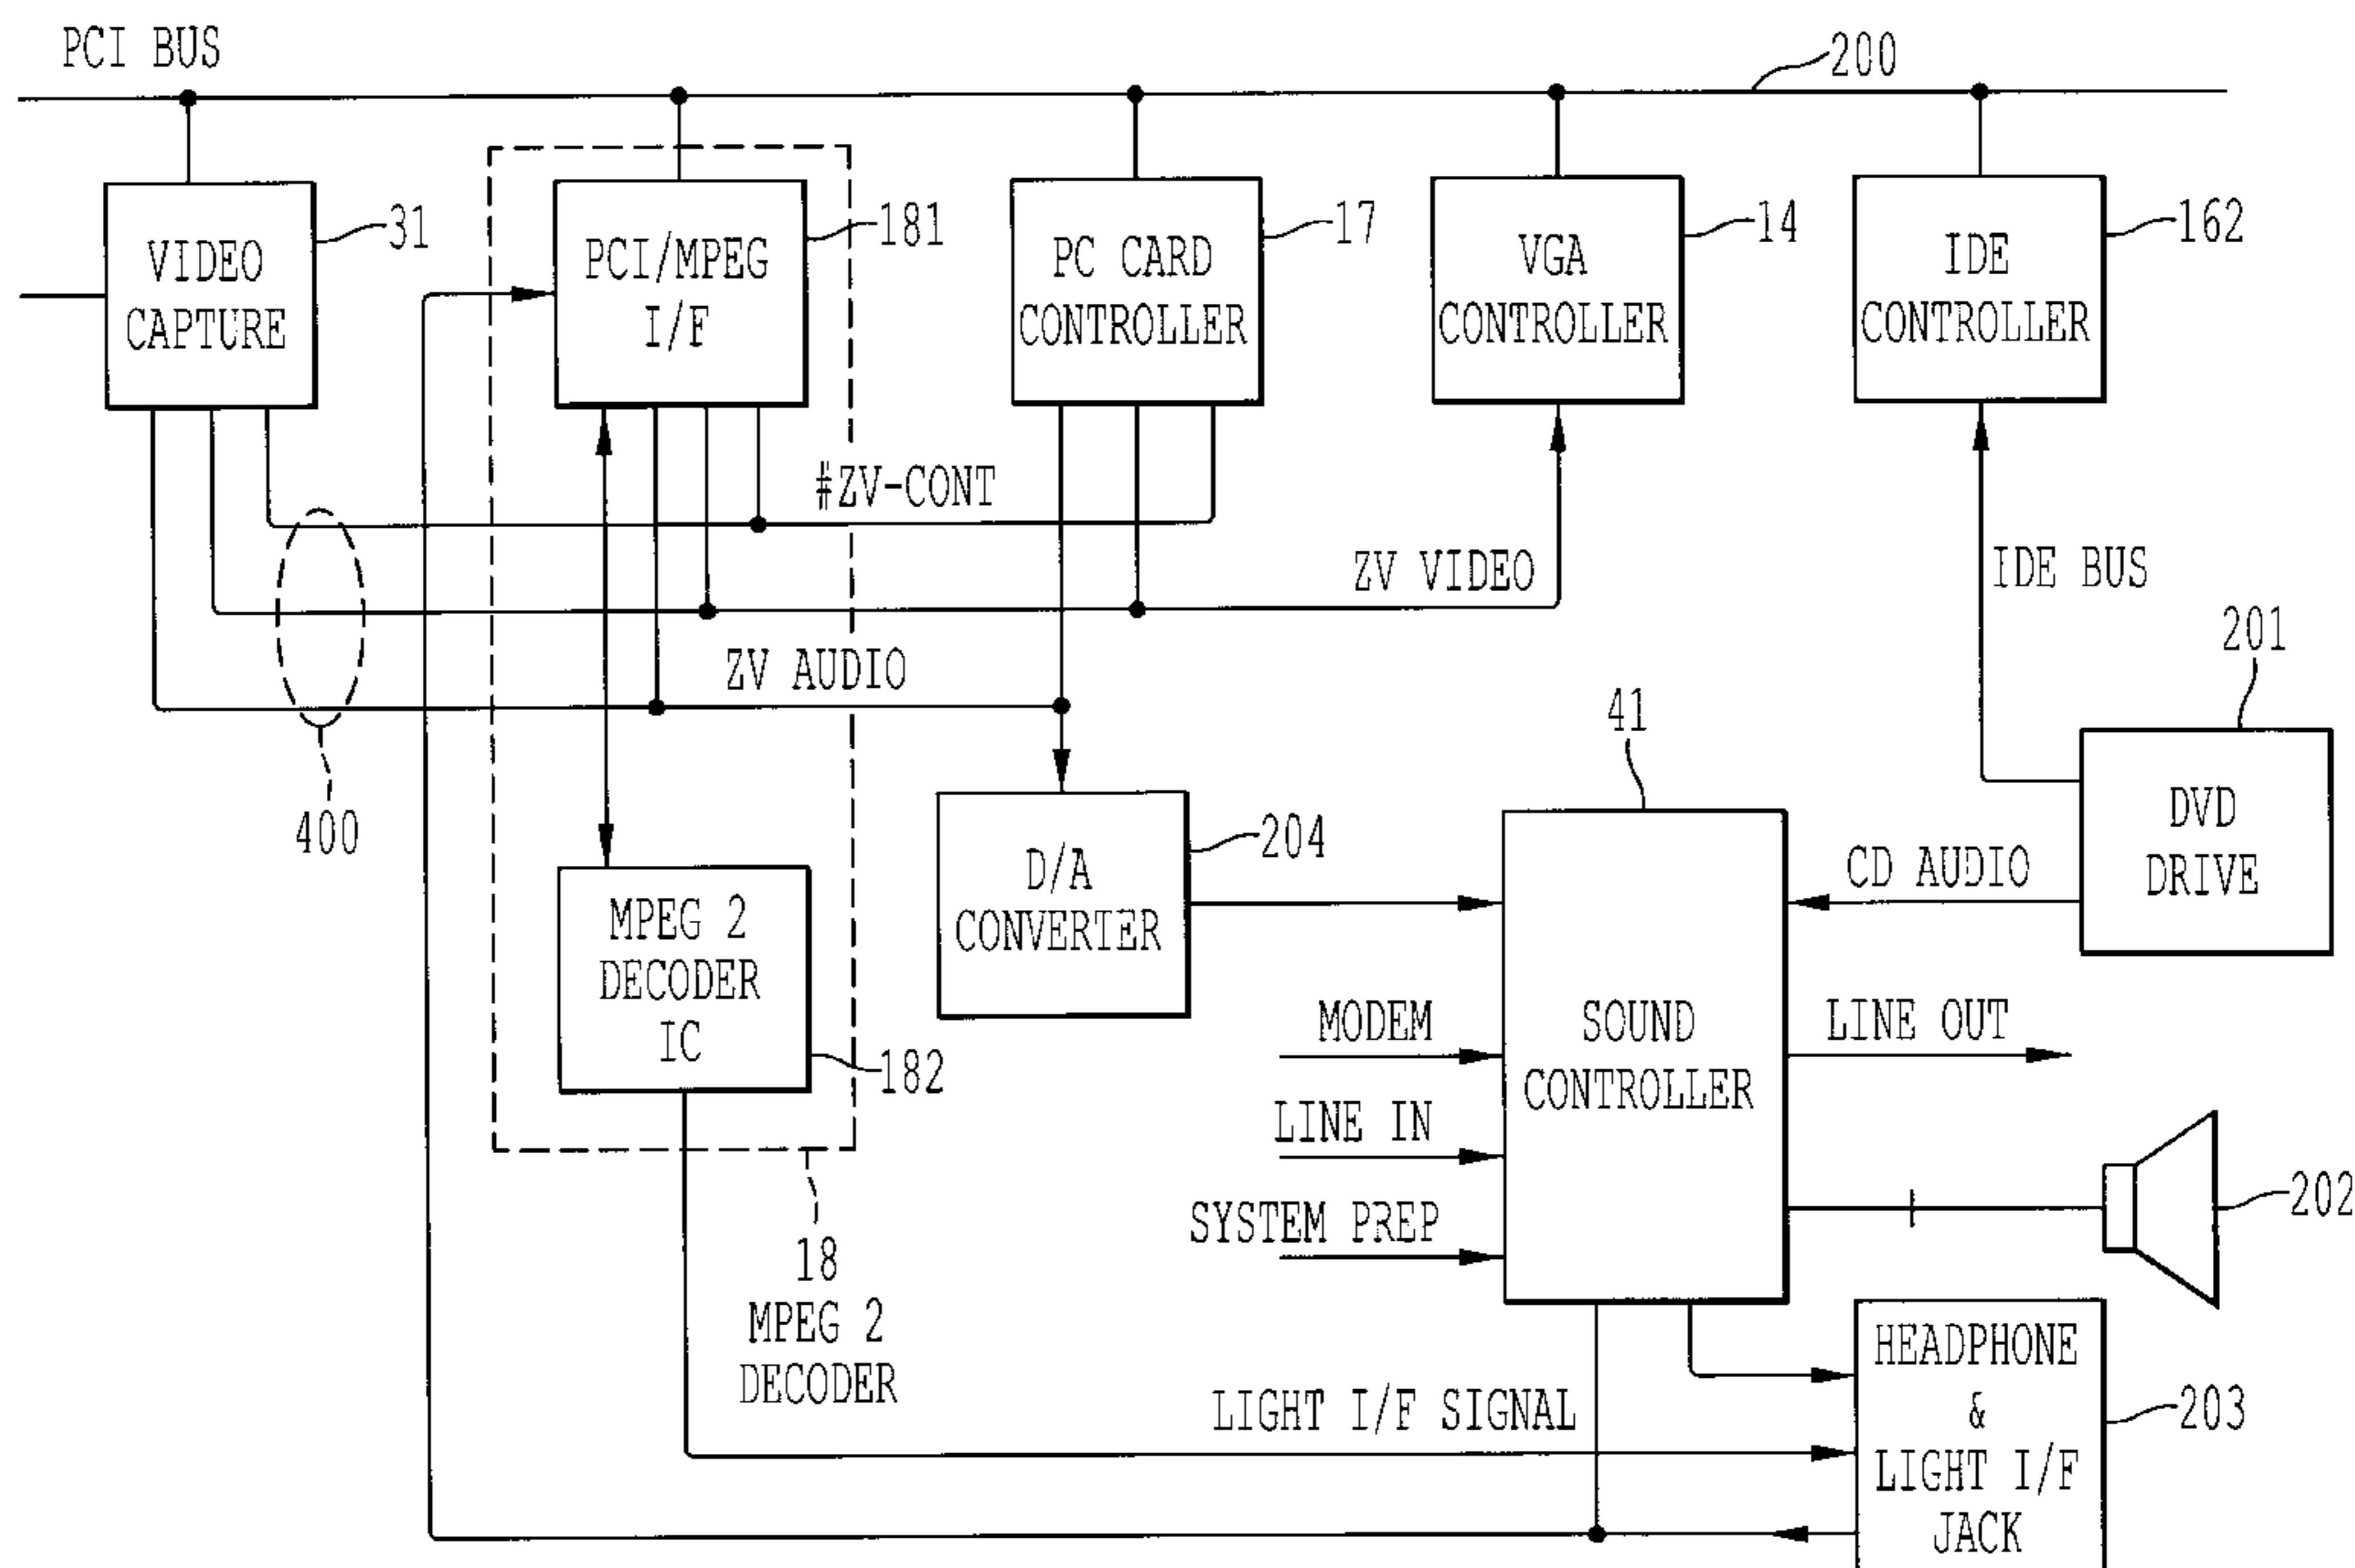 PCI BUS
200
VIDEO
CAPTURE
31
PCI/MPEG
I/F
181
PC CARD
CONTROLLER
17
VGA
CONTROLLER
14
IDE
CONTROLLER
162
#ZV-CONT
ZV VIDEO
IDE BUS
ZV AUDIO
400
201
DVD
DRIVE
41
SOUND
CONTROLLER
D/A
CONVERTER
204
CD AUDIO
MPEG 2
DECODER
IC
182
MODEM
LINE OUT
LINE IN
SYSTEM PREP
202
18
MPEG 2
DECODER
LIGHT I/F SIGNAL
HEADPHONE
&
LIGHT I/F
JACK
203